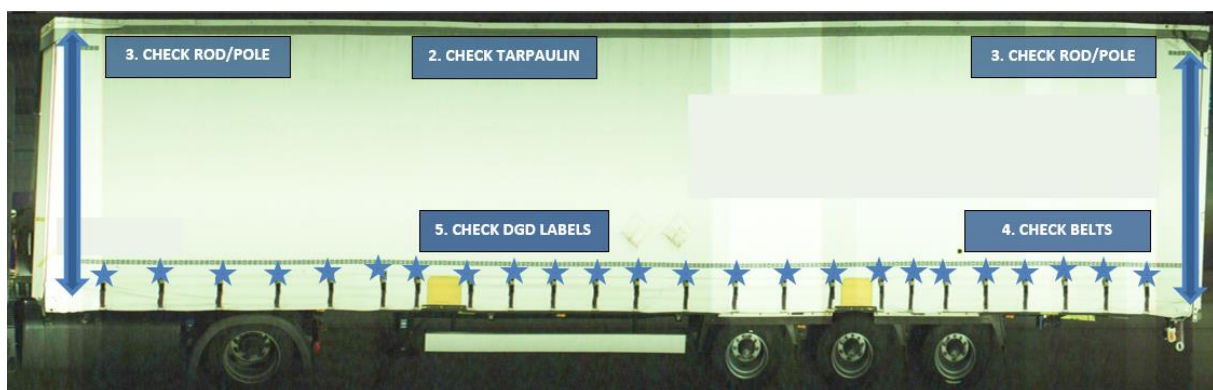 3. CHECK ROD/POLE
2. CHECK TARPAULIN
3. CHECK ROD/POLE
5. CHECK DGD LABELS
4. CHECK BELTS